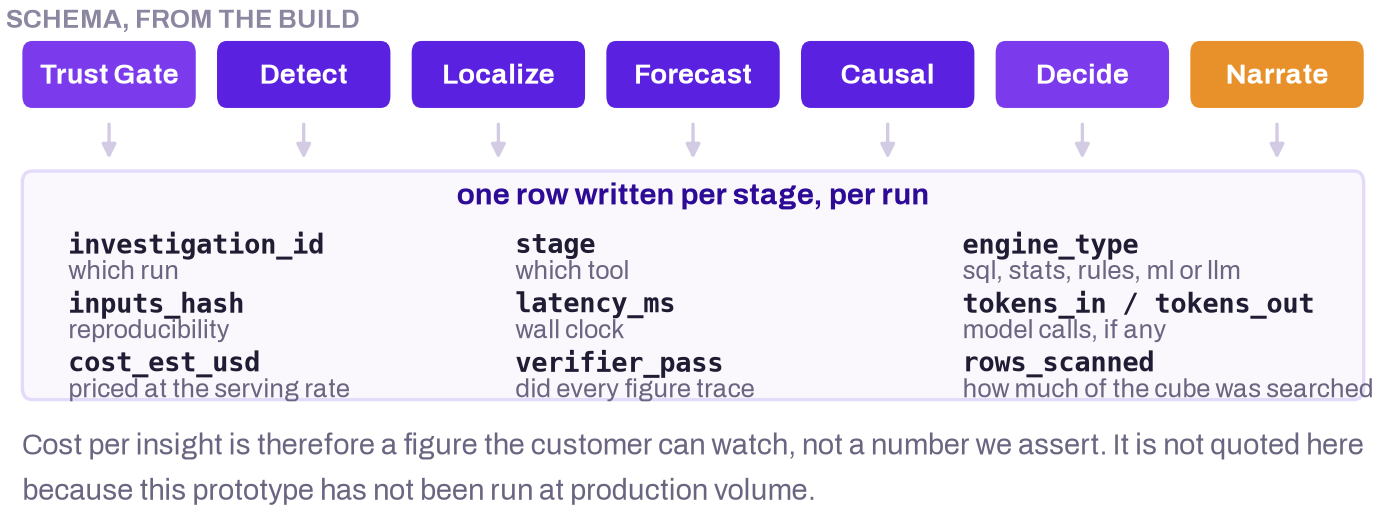 SCHEMA, FROM THE BUILD
Trust Gate Detect Localize Forecast Causal Decide Narrate
one row written per stage, per run
investigation_id stage engine_type
which run which tool sql, stats, rules, ml or llm
inputs_hash latency_ms tokens_in / tokens_out
reproducibility wall clock model calls, if any
cost_est_usd verifier_pass rows_scanned
priced at the serving rate did every figure trace how much of the cube was searched
Cost per insight is therefore a figure the customer can watch, not a number we assert. It is not quoted here
because this prototype has not been run at production volume.